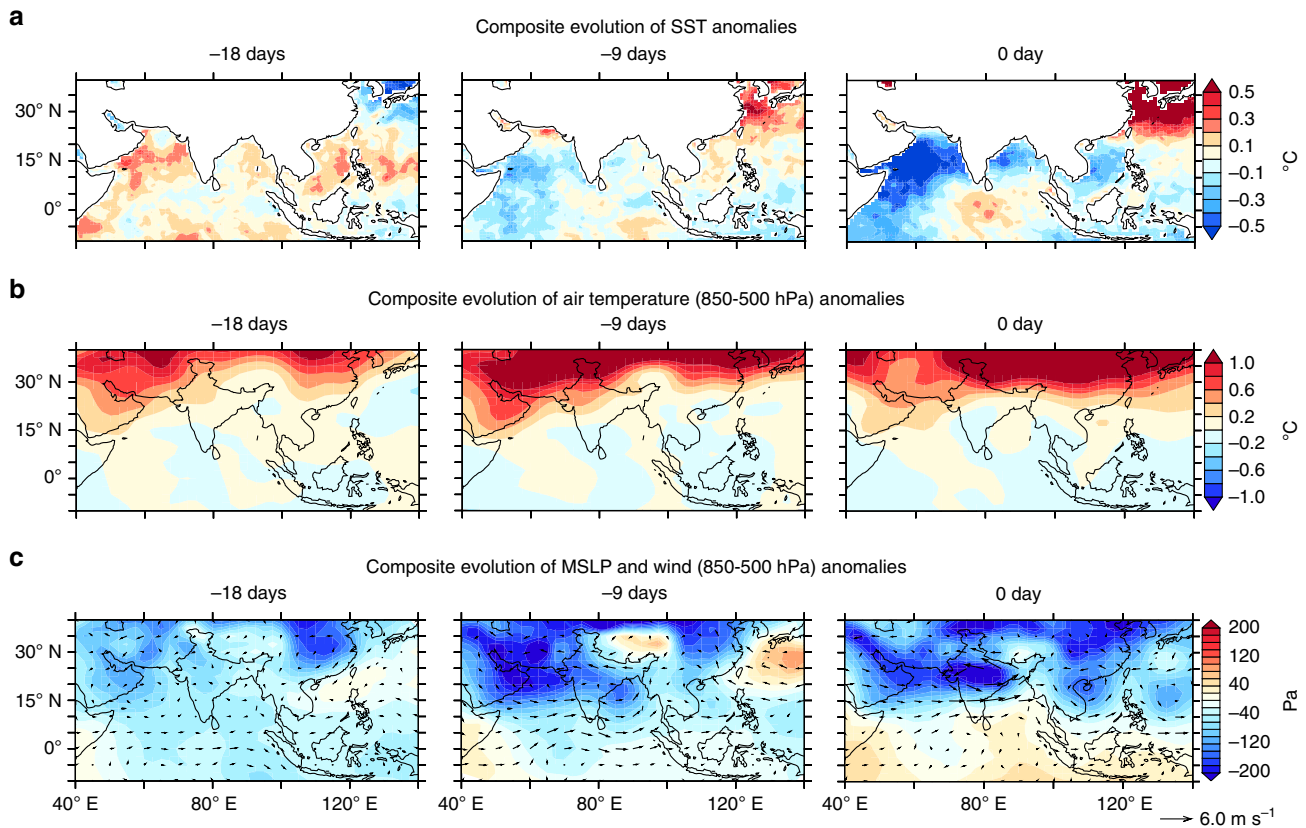 a
Composite evolution of SST anomalies
–18 days –9 days 0 day
30° N
15° N
0°
0.5
0.3
0.1
–0.1
–0.3
–0.5
°C
b
Composite evolution of air temperature (850-500 hPa) anomalies
–18 days –9 days 0 day
30° N
15° N
0°
1.0
0.6
0.2
–0.2
–0.6
–1.0
°C
c
Composite evolution of MSLP and wind (850-500 hPa) anomalies
–18 days –9 days 0 day
30° N
15° N
0°
200
120
40
–40
–120
–200
Pa
40° E 80° E 120° E 40° E 80° E 120° E 40° E 80° E 120° E
6.0 m s⁻¹